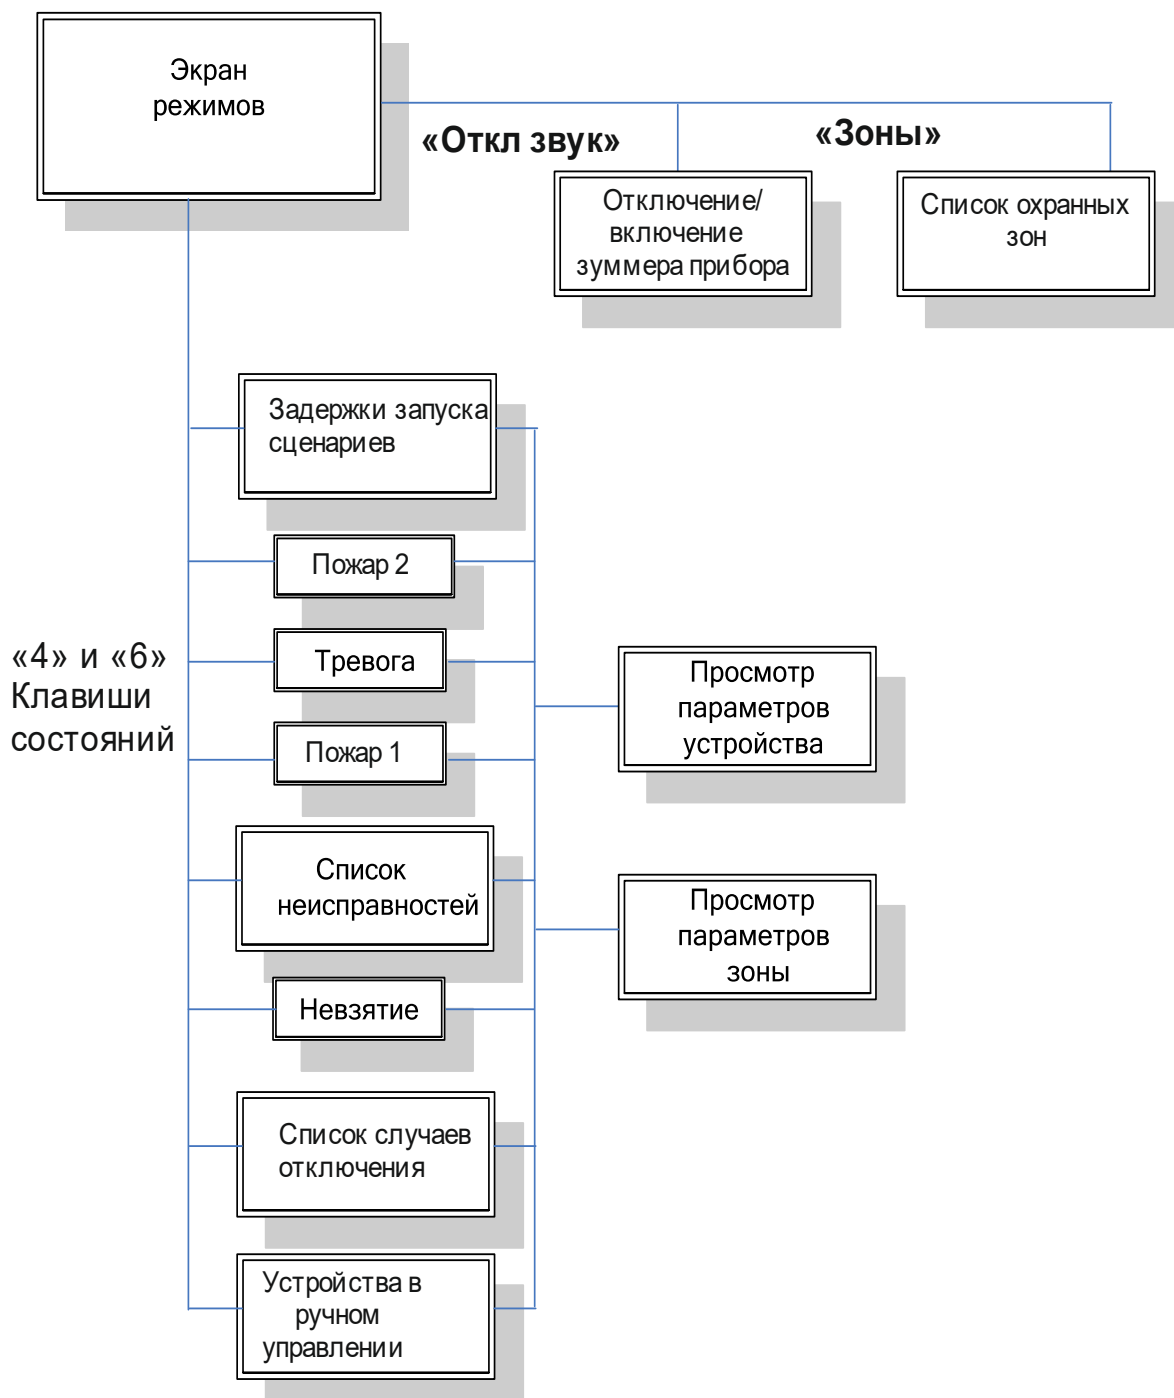 Экран
режимов
«Откл звук»
«Зоны»
Отключение/
включение
зуммера прибора
Список охранных
зон
Задержки запуска
сценариев
Пожар 2
«4» и «6»
Клавиши
состояний
Тревога
Пожар 1
Просмотр
параметров
устройства
Список
неисправностей
Просмотр
параметров
зоны
Невзятие
Список случаев
отключения
Устройства в
ручном
управлении